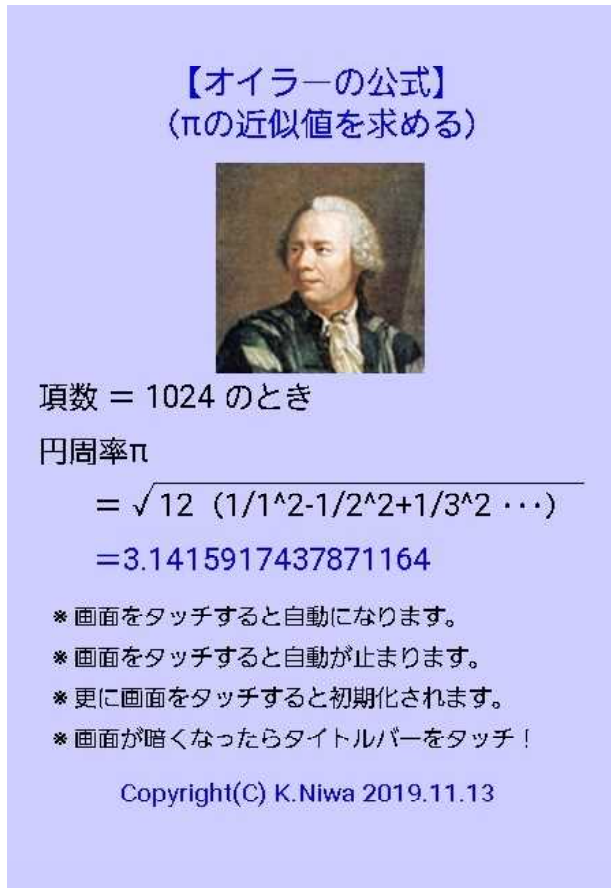 【オイラーの公式】
（πの近似値を求める）
項数 ＝ 1024 のとき
円周率π
＝√12（1/1^2-1/2^2+1/3^2 ･･･）
＝3.1415917437871164
※画面をタッチすると自動になります。
※画面をタッチすると自動が止まります。
※更に画面をタッチすると初期化されます。
※画面が暗くなったらタイトルバーをタッチ！
Copyright(C) K.Niwa 2019.11.13